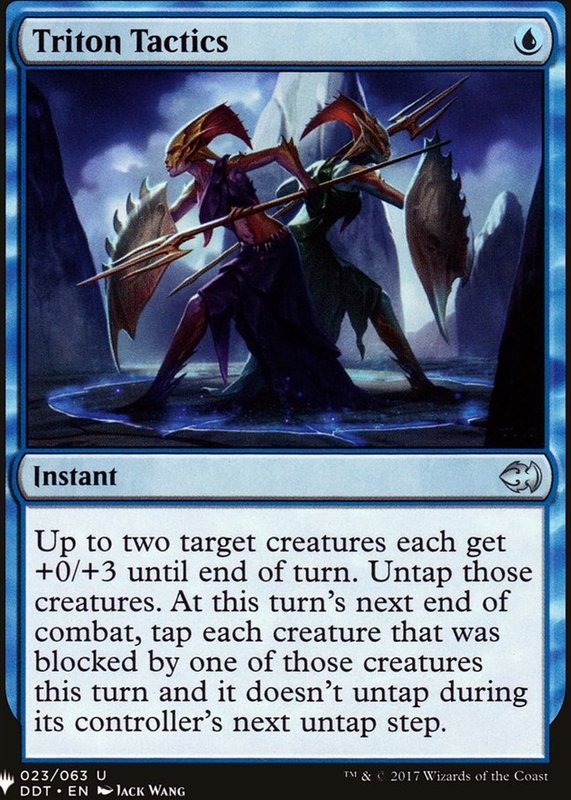 Triton Tactics
Instant
Up to two target creatures each get
+0/+3 until end of turn. Untap those
creatures. At this turn's next end of
combat, tap each creature that was
blocked by one of those creatures
this turn and it doesn't untap during
its controller's next untap step.
023/063 U
DDT • EN Jack Wang
™ & © 2017 Wizards of the Coast